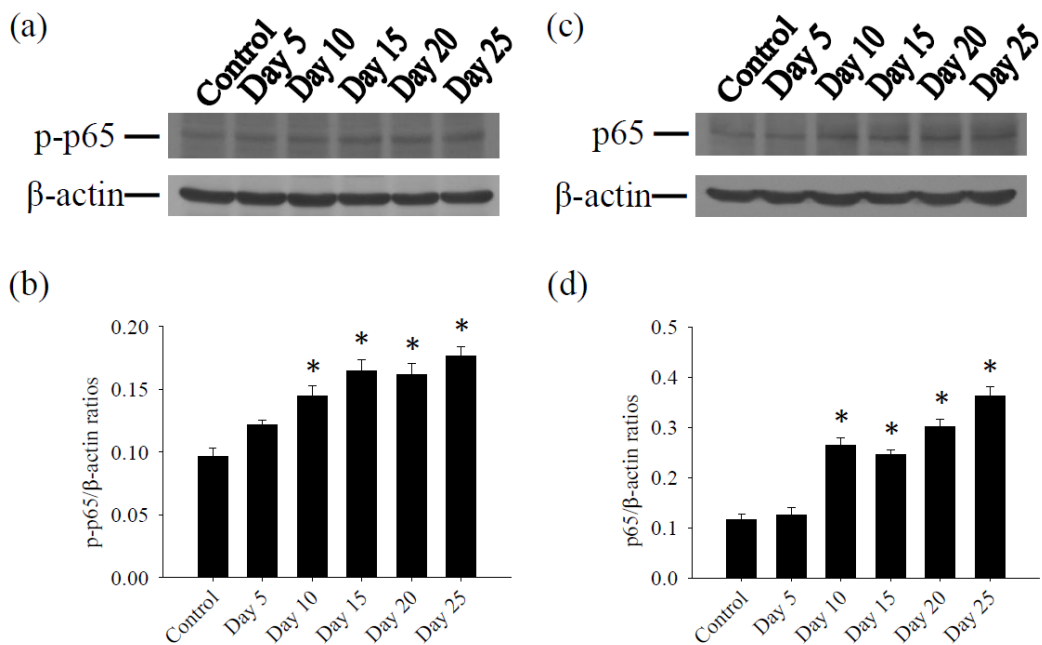 (a)
Control Day 5 Day 10 Day 15 Day 20 Day 25
p-p65
β-actin
(c)
Control Day 5 Day 10 Day 15 Day 20 Day 25
p65
β-actin
(b)
p-p65/β-actin ratios
0.20
0.15
0.10
0.05
0.00
* * * *
Control Day 5 Day 10 Day 15 Day 20 Day 25
(d)
p65/β-actin ratios
0.5
0.4
0.3
0.2
0.1
0.0
* * * *
Control Day 5 Day 10 Day 15 Day 20 Day 25